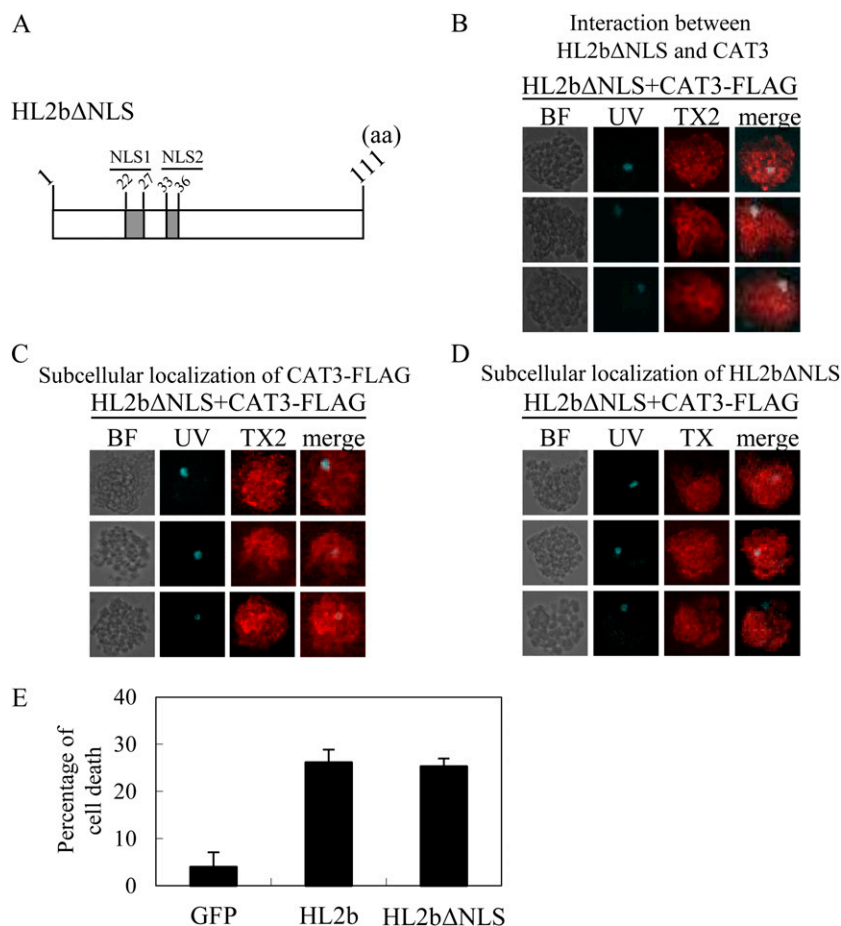 A
HL2bΔNLS
(aa)
NLS1 NLS2
1 22 27 33 36 111
B
Interaction between
HL2bΔNLS and CAT3
HL2bΔNLS+CAT3-FLAG
BF UV TX2 merge
C
Subcellular localization of CAT3-FLAG
HL2bΔNLS+CAT3-FLAG
BF UV TX2 merge
D
Subcellular localization of HL2bΔNLS
HL2bΔNLS+CAT3-FLAG
BF UV TX merge
E
Percentage of
cell death
40
30
20
10
0
GFP HL2b HL2bΔNLS